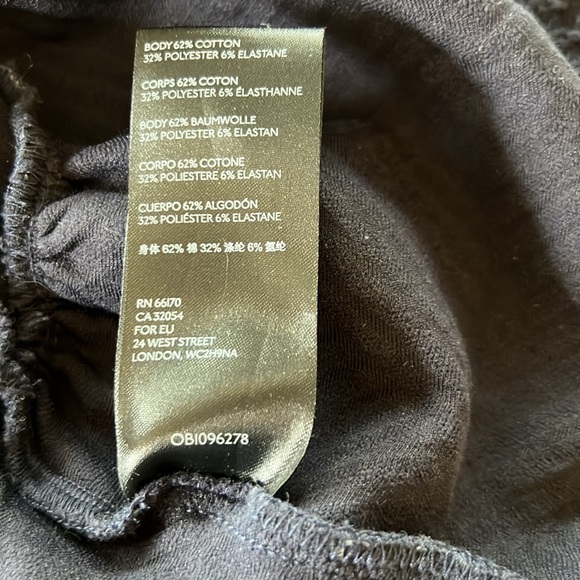 BODY 62% COTTON
32% POLYESTER 6% ELASTANE
CORPS 62% COTON
32% POLYESTER 6% ÉLASTHANNE
BODY 62% BAUMWOLLE
32% POLYESTER 6% ELASTAN
CORPO 62% COTONE
32% POLIESTERE 6% ELASTAN
CUERPO 62% ALGODÓN
32% POLIÉSTER 6% ELASTANE
身体 62% 棉 32% 涤纶 6% 氨纶
RN 66170
CA 32054
FOR EU
24 WEST STREET
LONDON, WC2H9NA
OB1096278